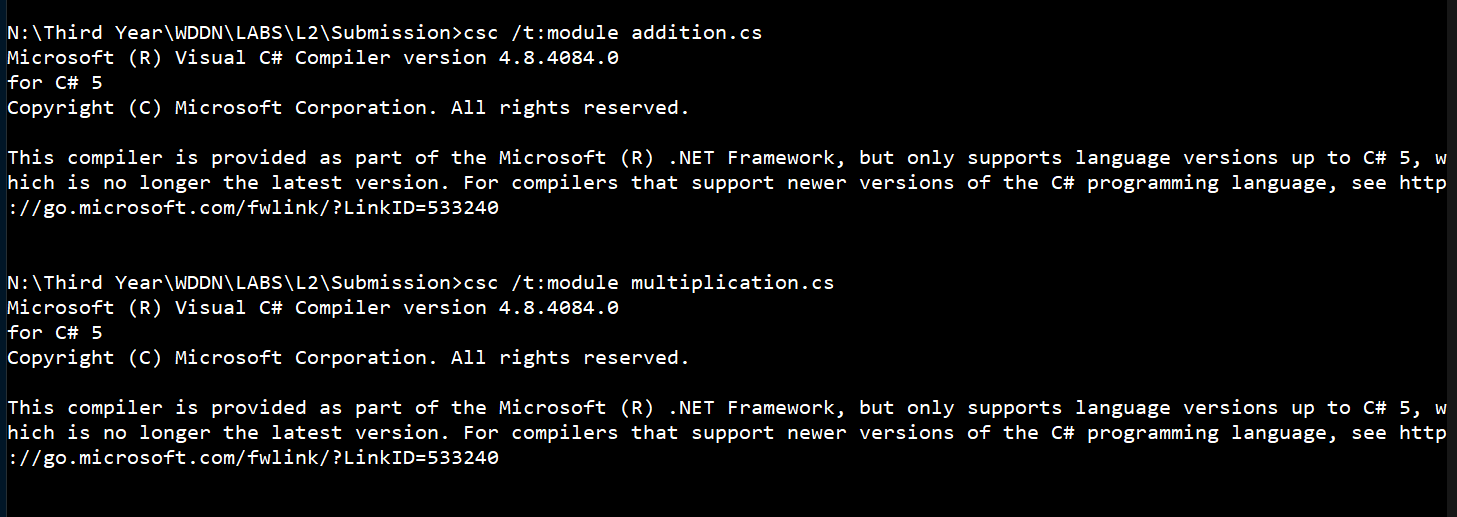 N:\Third Year\WDDN\LABS\L2\Submission>csc /t:module addition.cs
Microsoft (R) Visual C# Compiler version 4.8.4084.0
for C# 5
Copyright (C) Microsoft Corporation. All rights reserved.
This compiler is provided as part of the Microsoft (R) .NET Framework, but only supports language versions up to C# 5, w
hich is no longer the latest version. For compilers that support newer versions of the C# programming language, see http
://go.microsoft.com/fwlink/?LinkID=533240
N:\Third Year\WDDN\LABS\L2\Submission>csc /t:module multiplication.cs
Microsoft (R) Visual C# Compiler version 4.8.4084.0
for C# 5
Copyright (C) Microsoft Corporation. All rights reserved.
This compiler is provided as part of the Microsoft (R) .NET Framework, but only supports language versions up to C# 5, w
hich is no longer the latest version. For compilers that support newer versions of the C# programming language, see http
://go.microsoft.com/fwlink/?LinkID=533240